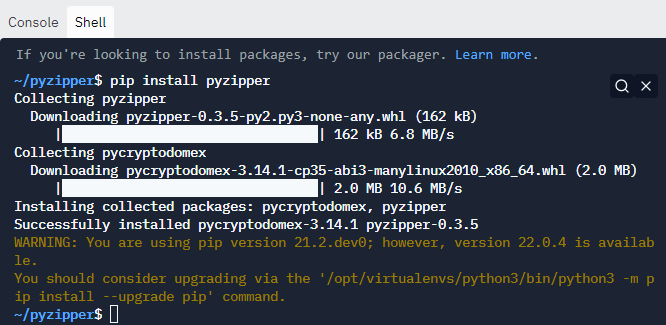 Console Shell
If you're looking to install packages, try our packager. Learn more.
~/pyzipper$ pip install pyzipper
Collecting pyzipper
  Downloading pyzipper-0.3.5-py2.py3-none-any.whl (162 kB)
     |████████████████████████████████| 162 kB 6.8 MB/s
Collecting pycryptodomex
  Downloading pycryptodomex-3.14.1-cp35-abi3-manylinux2010_x86_64.whl (2.0 MB)
     |████████████████████████████████| 2.0 MB 10.6 MB/s
Installing collected packages: pycryptodomex, pyzipper
Successfully installed pycryptodomex-3.14.1 pyzipper-0.3.5
WARNING: You are using pip version 21.2.dev0; however, version 22.0.4 is availab
le.
You should consider upgrading via the '/opt/virtualenvs/python3/bin/python3 -m p
ip install --upgrade pip' command.
~/pyzipper$